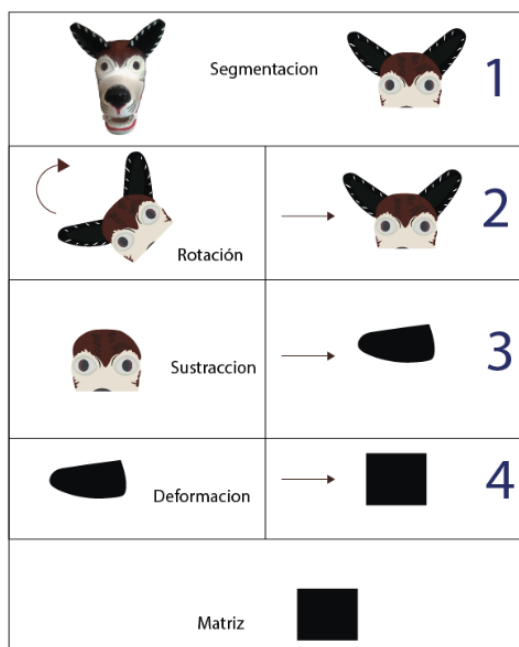 Segmentacion
1
Rotación
2
Sustraccion
3
Deformacion
4
Matriz